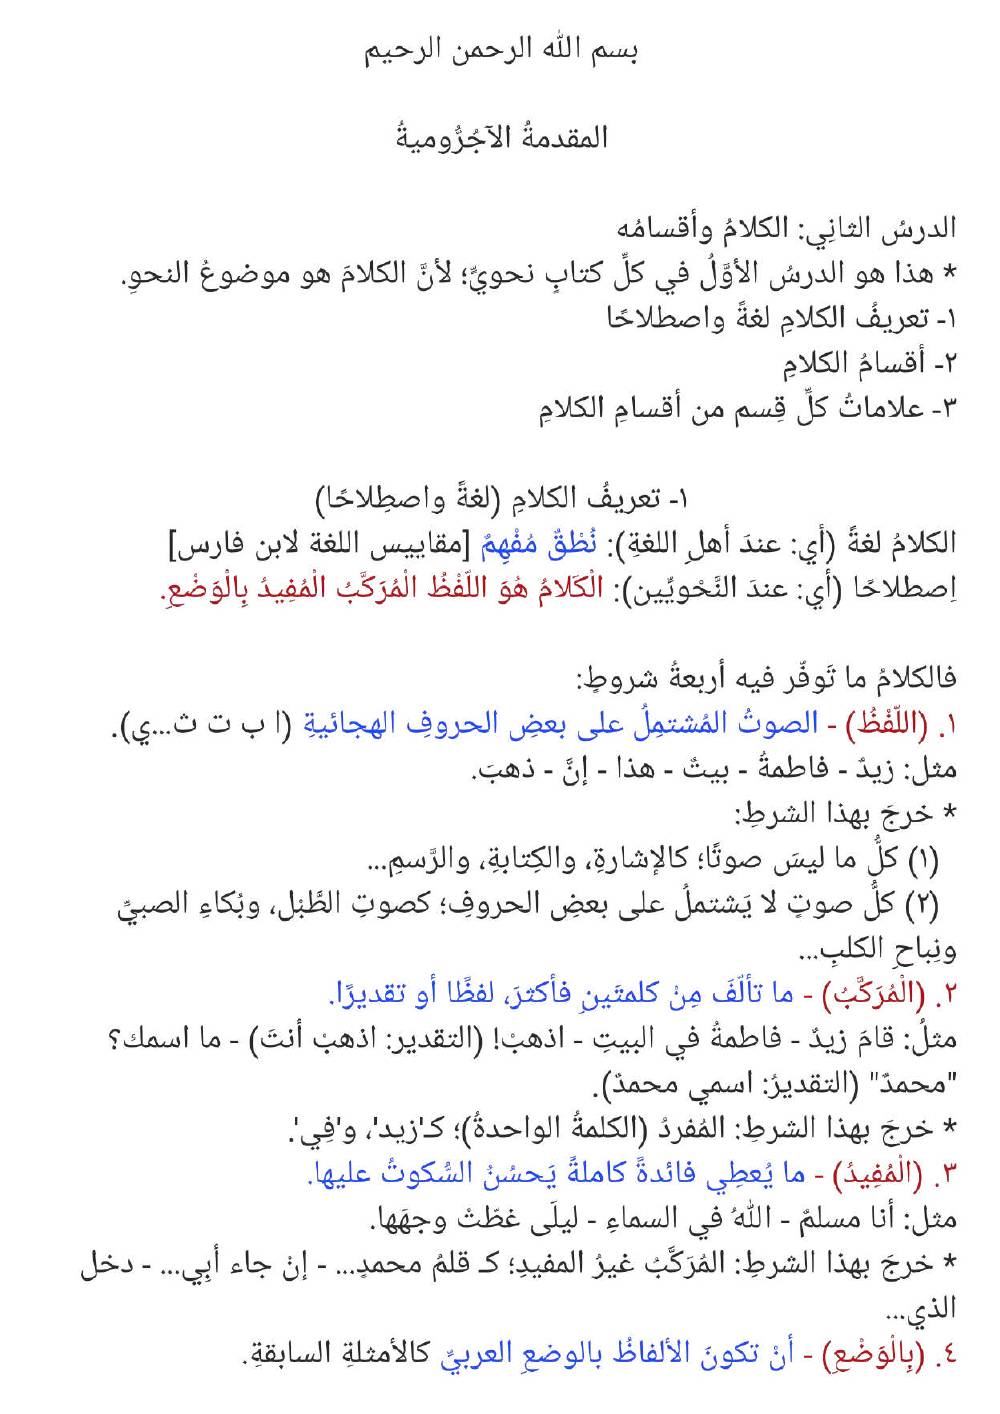 بسم الله الرحمن الرحيم
المقدمةُ الآجُرُّوميةُ
الدرسُ الثانِي: الكلامُ وأقسامُه
* هذا هو الدرسُ الأوَّلُ في كلِّ كتابٍ نحويٍّ؛ لأنَّ الكلامَ هو موضوعُ النحوِ.
١- تعريفُ الكلامِ لغةً واصطلاحًا
٢- أقسامُ الكلامِ
٣- علاماتُ كلِّ قِسم من أقسامِ الكلامِ
١- تعريفُ الكلامِ (لغةً واصطِلاحًا)
الكلامُ لغةً (أي: عندَ أهلِ اللغةِ): نُطْقٌ مُفْهِمٌ [مقاييس اللغة لابن فارس]
اِصطلاحًا (أي: عندَ النَّحْويِّين): الْكَلامُ هُوَ اللَّفْظُ الْمُرَكَّبُ الْمُفِيدُ بِالْوَضْعِ.
فالكلامُ ما تَوفّر فيه أربعةُ شروطٍ:
١. (اللَّفْظُ) - الصوتُ المُشتمِلُ على بعضِ الحروفِ الهجائيةِ (ا ب ت ث...ي).
مثل: زيدٌ - فاطمةُ - بيتٌ - هذا - إنَّ - ذهبَ.
* خرجَ بهذا الشرطِ:
(١) كلُّ ما ليسَ صوتًا؛ كالإشارةِ، والكِتابةِ، والرَّسمِ...
(٢) كلُّ صوتٍ لا يَشتملُ على بعضِ الحروفِ؛ كصوتِ الطَّبْلِ، وبُكاءِ الصبيِّ
ونِباحِ الكلبِ...
٢. (الْمُرَكَّبُ) - ما تألّفَ مِنْ كلمتَينِ فأكثرَ، لفظًا أو تقديرًا.
مثلُ: قامَ زيدٌ - فاطمةُ في البيتِ - اذهبْ! (التقدير: اذهبْ أنتَ) - ما اسمك؟
"محمدٌ" (التقديرُ: اسمي محمدٌ).
* خرجَ بهذا الشرطِ: المُفردُ (الكلمةُ الواحدةُ)؛ كـ'زيد'، و'فِي'.
٣. (الْمُفِيدُ) - ما يُعطِي فائدةً كاملةً يَحسُنُ السُّكوتُ عليها.
مثل: أنا مسلمٌ - اللهُ في السماءِ - ليلَى غطّتْ وجهَها.
* خرجَ بهذا الشرطِ: المُرَكَّبُ غيرُ المفيدِ؛ كـ قلمُ محمدٍ... - إنْ جاء أبِي... - دخل
الذي...
٤. (بِالْوَضْعِ) - أنْ تكونَ الألفاظُ بالوضعِ العربيِّ كالأمثلةِ السابقةِ.